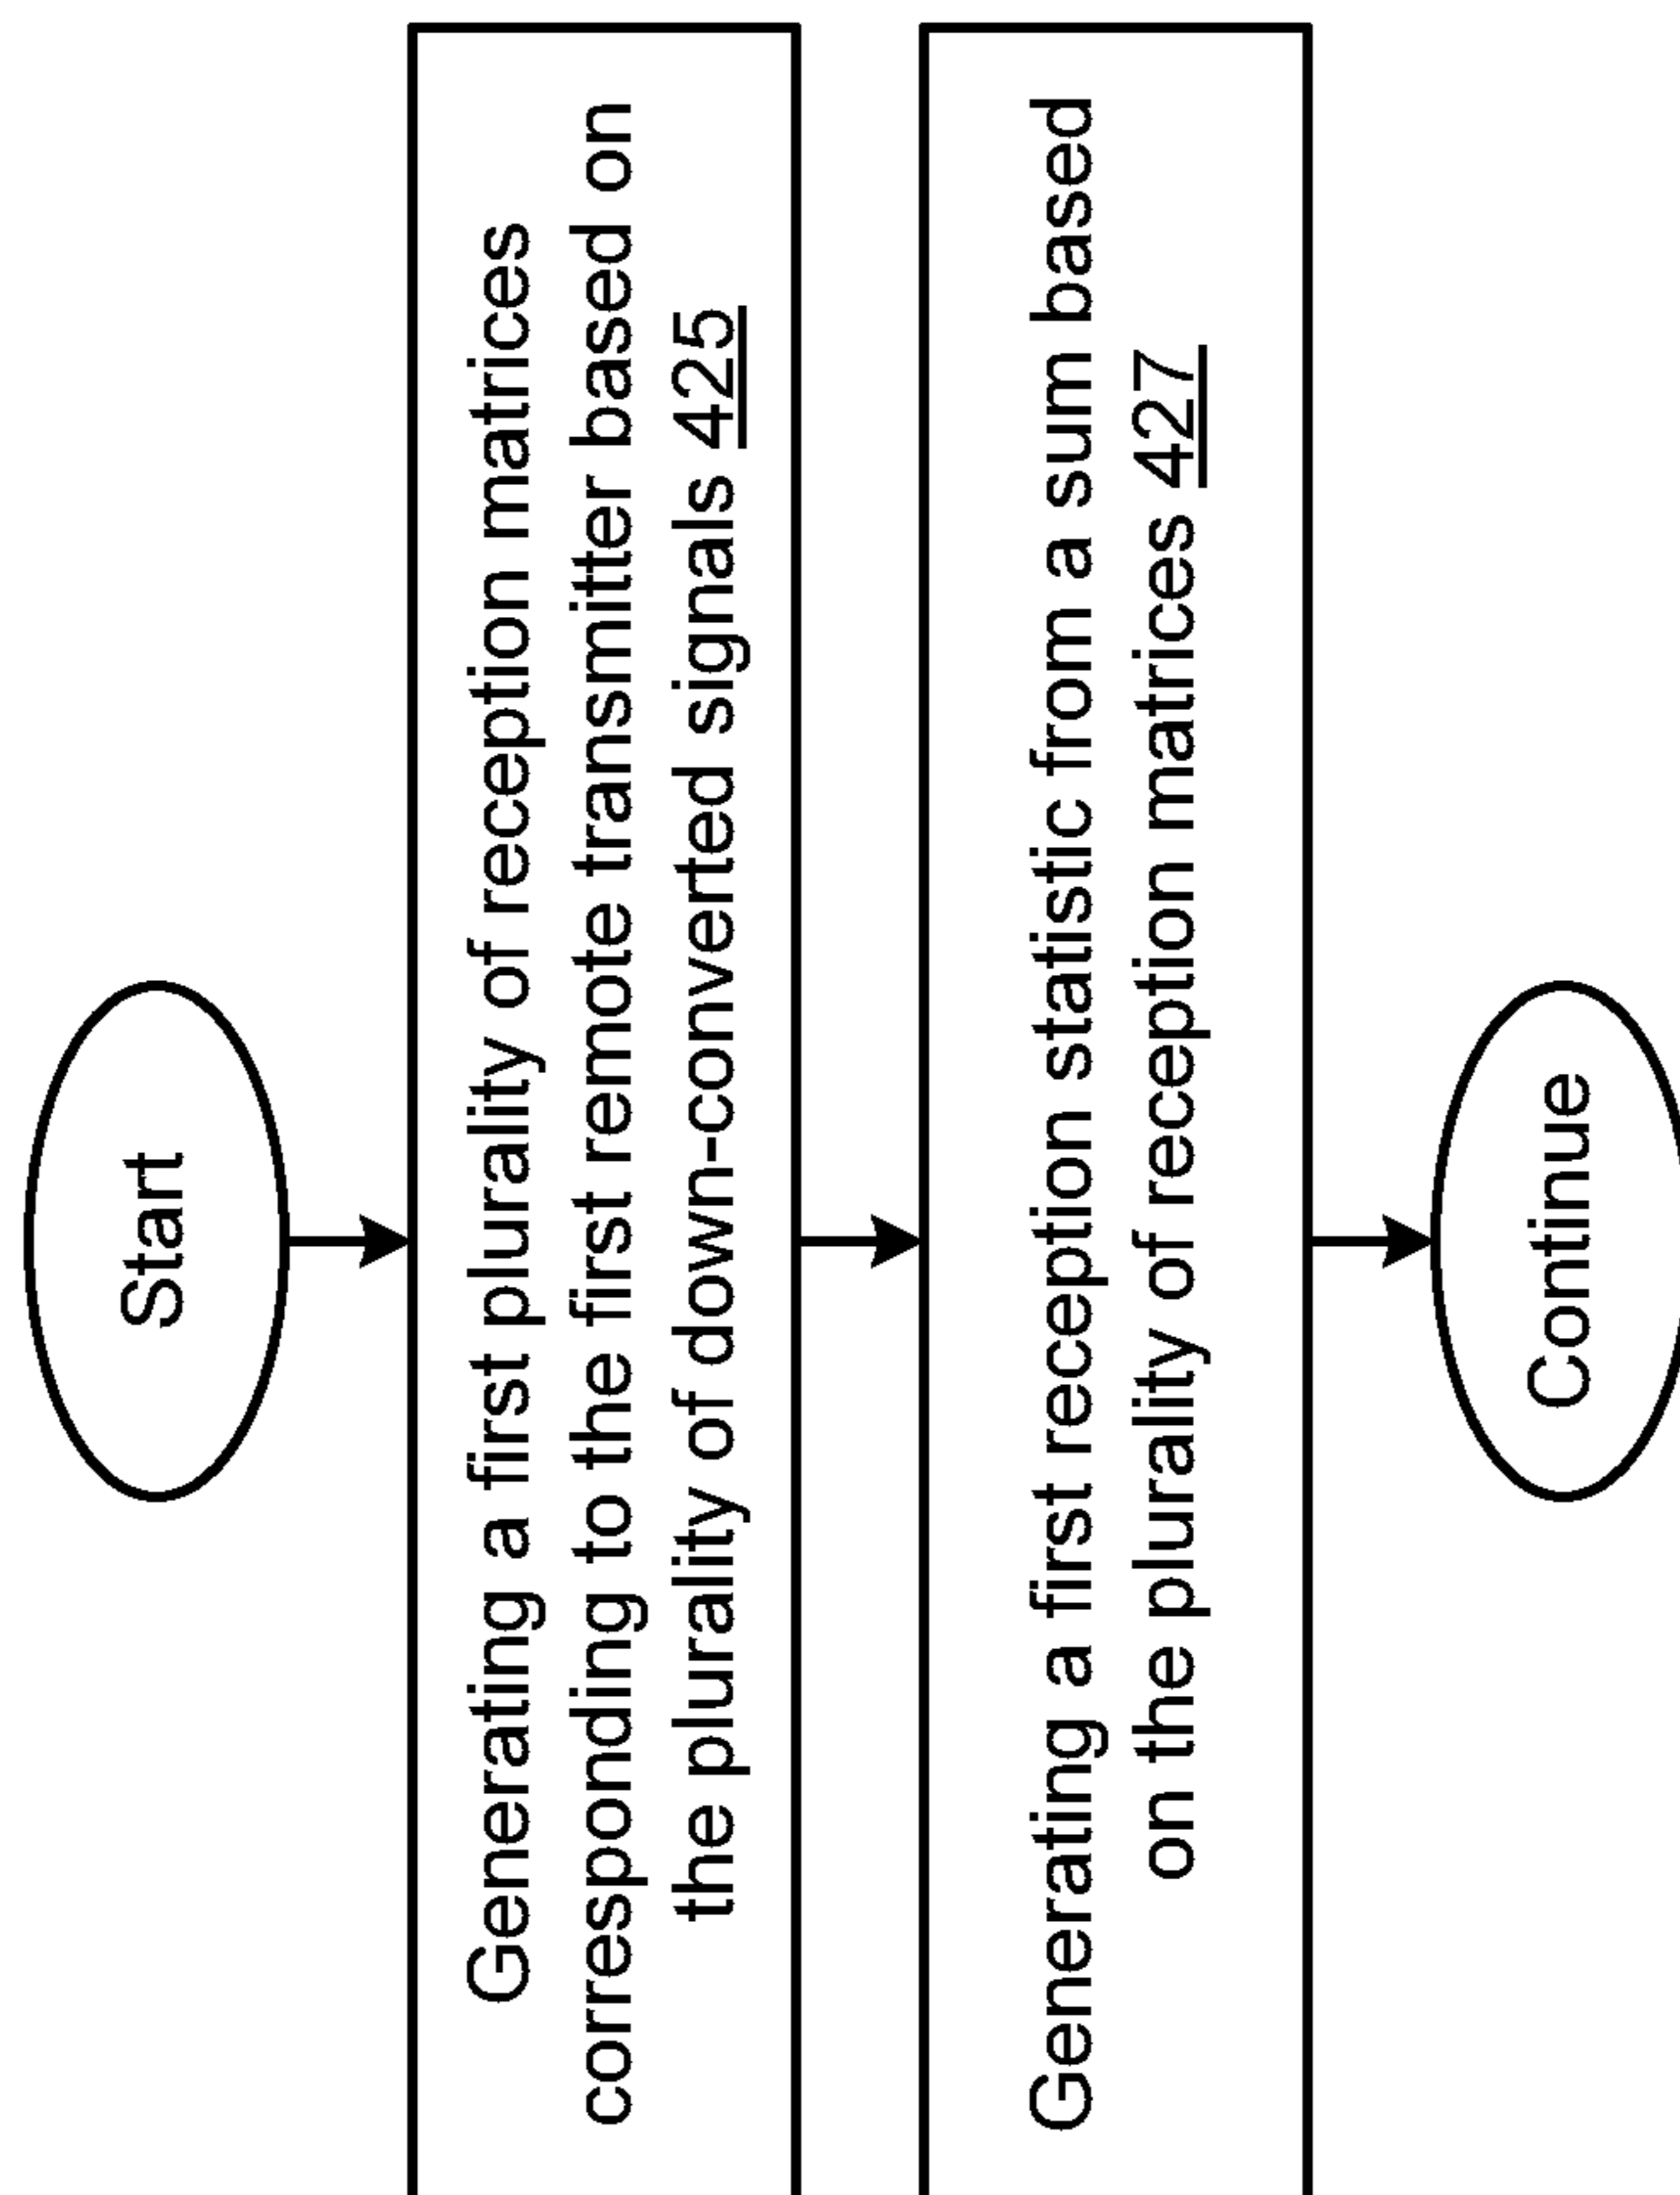 Start
Generating a first plurality of reception matrices
corresponding to the first remote transmitter based on
the plurality of down-converted signals 425
Generating a first reception statistic from a sum based
on the plurality of reception matrices 427
Continue